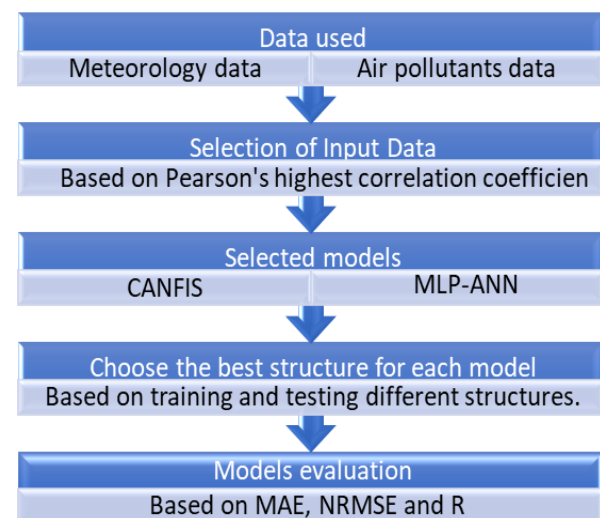 Data used
Meteorology data Air pollutants data
Selection of Input Data
Based on Pearson's highest correlation coefficien
Selected models
CANFIS MLP-ANN
Choose the best structure for each model
Based on training and testing different structures.
Models evaluation
Based on MAE, NRMSE and R